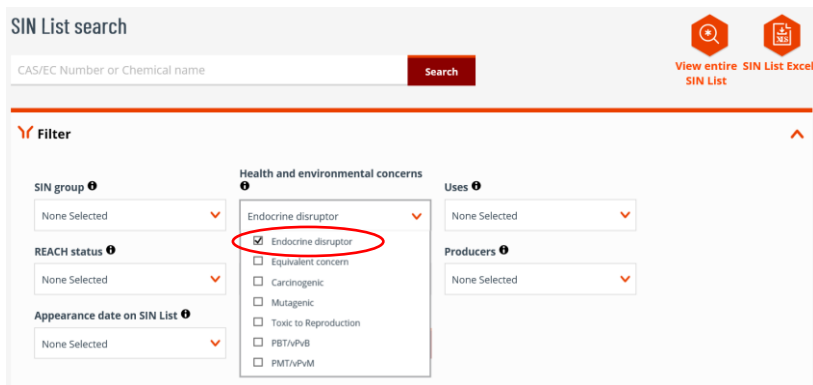 SIN List search
CAS/EC Number or Chemical name
Search
View entire
SIN List
SIN List Excel
XLS
Filter
SIN group
None Selected
Health and environmental concerns
Endocrine disruptor
Endocrine disruptor
Equivalent concern
Carcinogenic
Mutagenic
Toxic to Reproduction
PBT/vPvB
PMT/vPvM
Uses
None Selected
REACH status
None Selected
Producers
None Selected
Appearance date on SIN List
None Selected